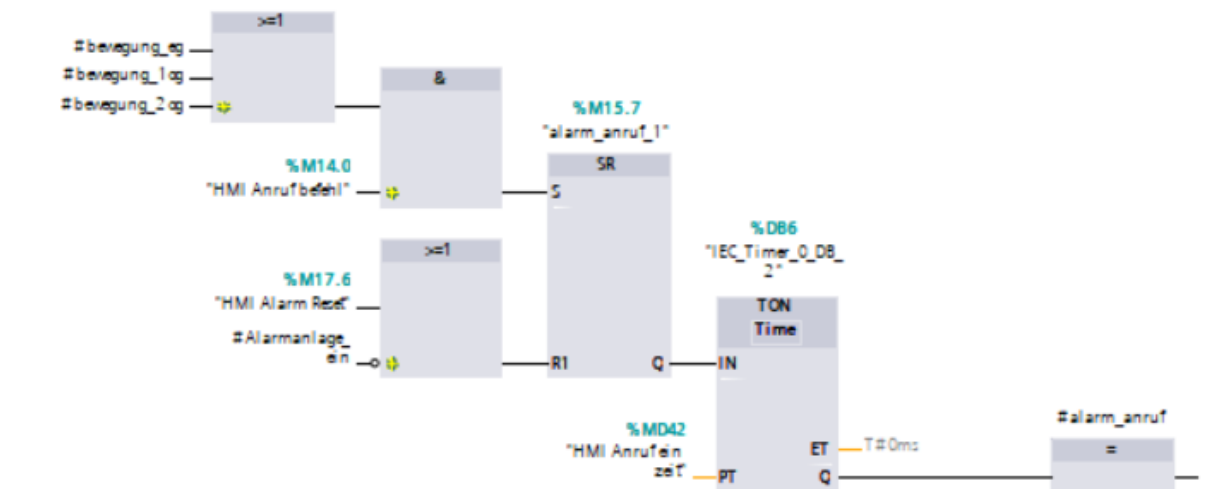 >=1
#bewegung_eg
#bewegung_1og
#bewegung_2og
&
%M14.0
"HMI Anrufbefehl"
%M15.7
"alarm_anruf_1"
SR
S
>=1
%M17.6
"HMI Alarm Reset"
#Alarmanlage_
ein
R1
Q
%DB6
"IEC_Timer_0_DB_
2"
TON
Time
IN
%MD42
"HMI Anrufein
zeit"
PT
ET
T#0ms
Q
#alarm_anruf
=